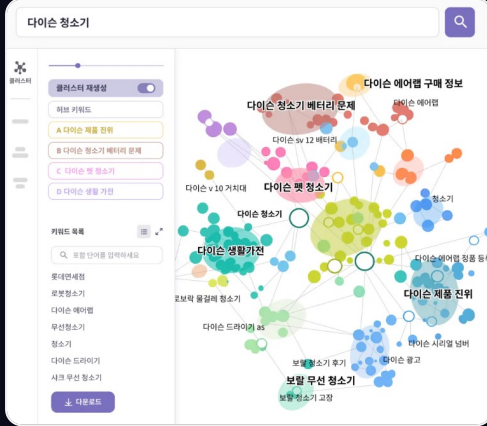 다이슨 청소기
클러스터
클러스터 재생성
허브 키워드
A 다이슨 제품 진위
B 다이슨 청소기 베터리 문제
C 다이슨 펫 청소기
D 다이슨 생활 가전
키워드 목록
포함 단어를 입력하세요
롯데면세점
로봇청소기
다이슨 에어랩
무선청소기
청소기
다이슨 드라이기
샤크 무선 청소기
다운로드
다이슨 에어랩 구매 정보
다이슨 청소기 베터리 문제
다이슨 에어랩
다이슨 sv 12 배터리
다이슨 v 10 거치대
다이슨 펫 청소기
청소기
다이슨 청소기
다이슨 생활가전
다이슨 에어랩 정품 등
다이슨 제품 진위
로보락 물걸레 청소기
다이슨 드라이기 as
다이슨 시리얼 넘버
보랄 청소기 후기
다이슨 광고
보랄 무선 청소기
보랄 청소기 고장